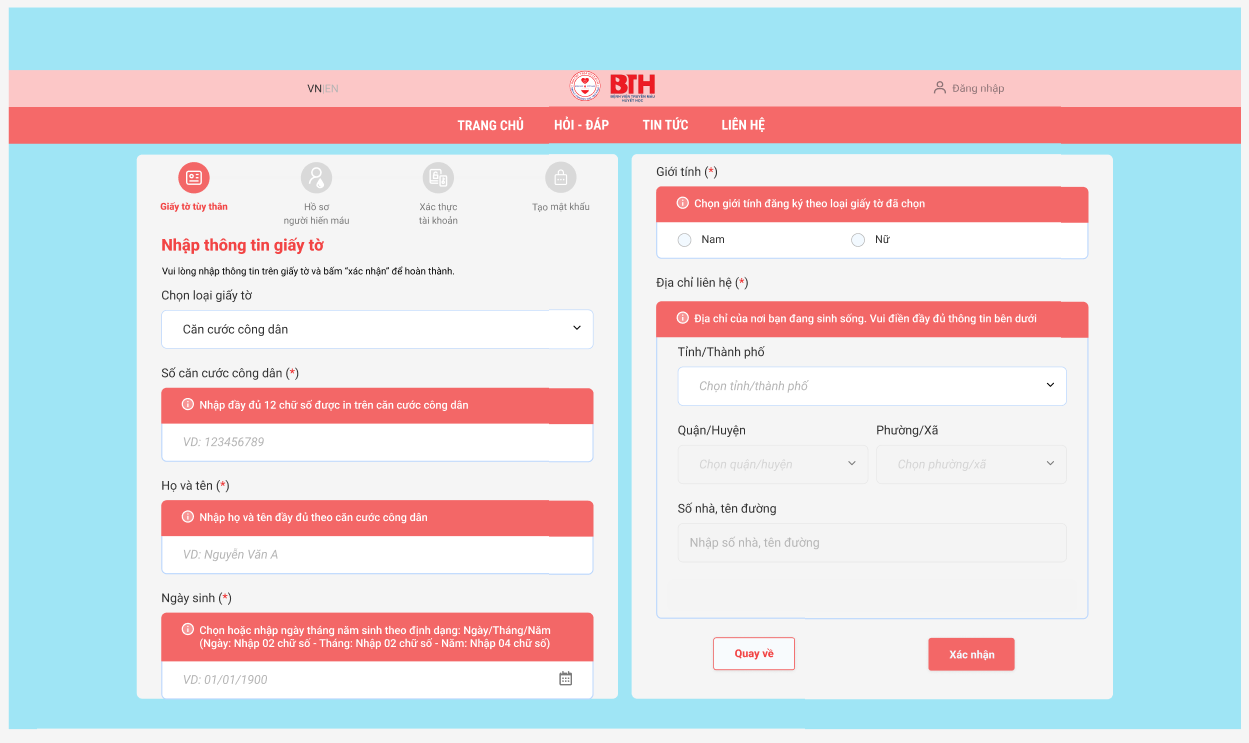 VN|EN
BTH
BỆNH VIỆN TRUYỀN MÁU
HUYẾT HỌC
Đăng nhập
TRANG CHỦ
HỎI - ĐÁP
TIN TỨC
LIÊN HỆ
Giấy tờ tùy thân
Hồ sơ
người hiến máu
Xác thực
tài khoản
Tạo mật khẩu
Nhập thông tin giấy tờ
Vui lòng nhập thông tin trên giấy tờ và bấm "xác nhận" để hoàn thành.
Chọn loại giấy tờ
Căn cước công dân
Số căn cước công dân (*)
Nhập đầy đủ 12 chữ số được in trên căn cước công dân
VD: 123456789
Họ và tên (*)
Nhập họ và tên đầy đủ theo căn cước công dân
VD: Nguyễn Văn A
Ngày sinh (*)
Chọn hoặc nhập ngày tháng năm sinh theo định dạng: Ngày/Tháng/Năm
(Ngày: Nhập 02 chữ số - Tháng: Nhập 02 chữ số - Năm: Nhập 04 chữ số)
VD: 01/01/1900
Giới tính (*)
Chọn giới tính đăng ký theo loại giấy tờ đã chọn
Nam
Nữ
Địa chỉ liên hệ (*)
Địa chỉ của nơi bạn đang sinh sống. Vui điền đầy đủ thông tin bên dưới
Tỉnh/Thành phố
Chọn tỉnh/thành phố
Quận/Huyện
Phường/Xã
Chọn quận/huyện
Chọn phường/xã
Số nhà, tên đường
Nhập số nhà, tên đường
Quay về
Xác nhận